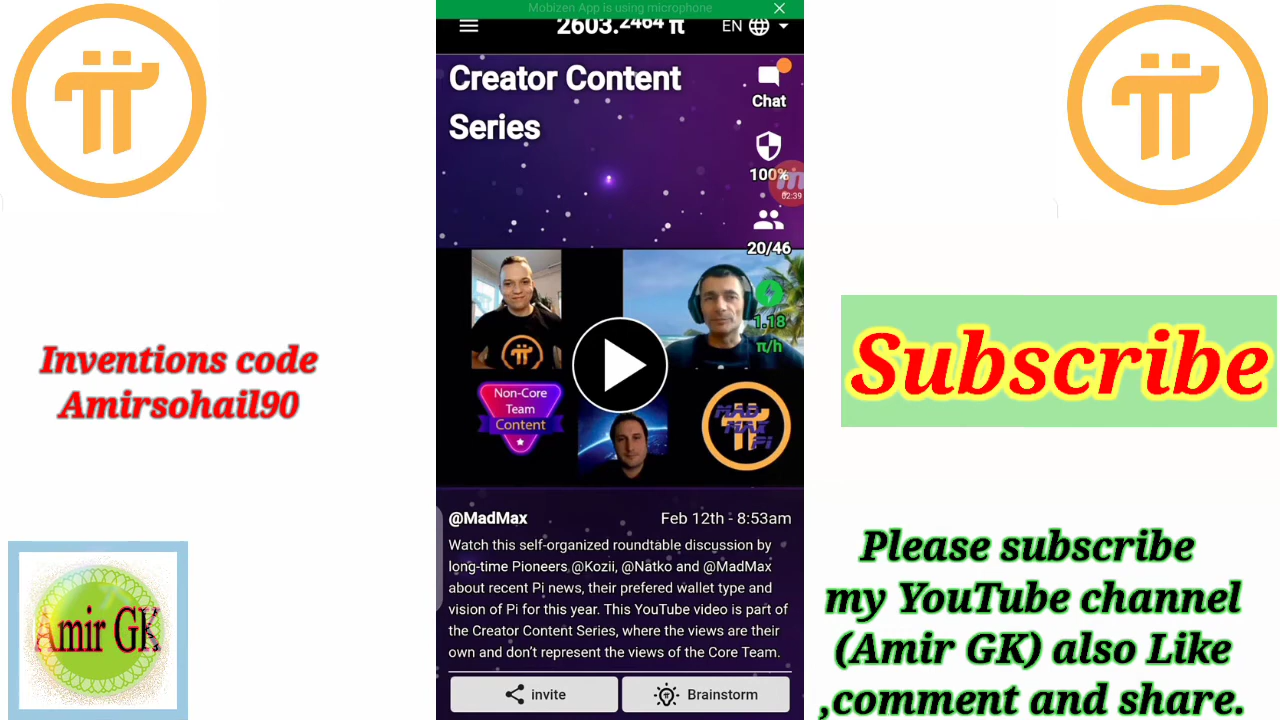 Mobizen App is using microphone
2603.2464 π
EN
Creator Content
Series
Chat
100%
02:39
20/46
1.18
π/h
Non-Core
Team
Content
MAD
MAX
Pi
@MadMax
Feb 12th - 8:53am
Watch this self-organized roundtable discussion by
long-time Pioneers @Kozii, @Natko and @MadMax
about recent Pi news, their prefered wallet type and
vision of Pi for this year. This YouTube video is part of
the Creator Content Series, where the views are their
own and don't represent the views of the Core Team.
invite
Brainstorm
Inventions code
Amirsohail90
Amir GK
Subscribe
Please subscribe
my YouTube channel
(Amir GK) also Like
,comment and share.